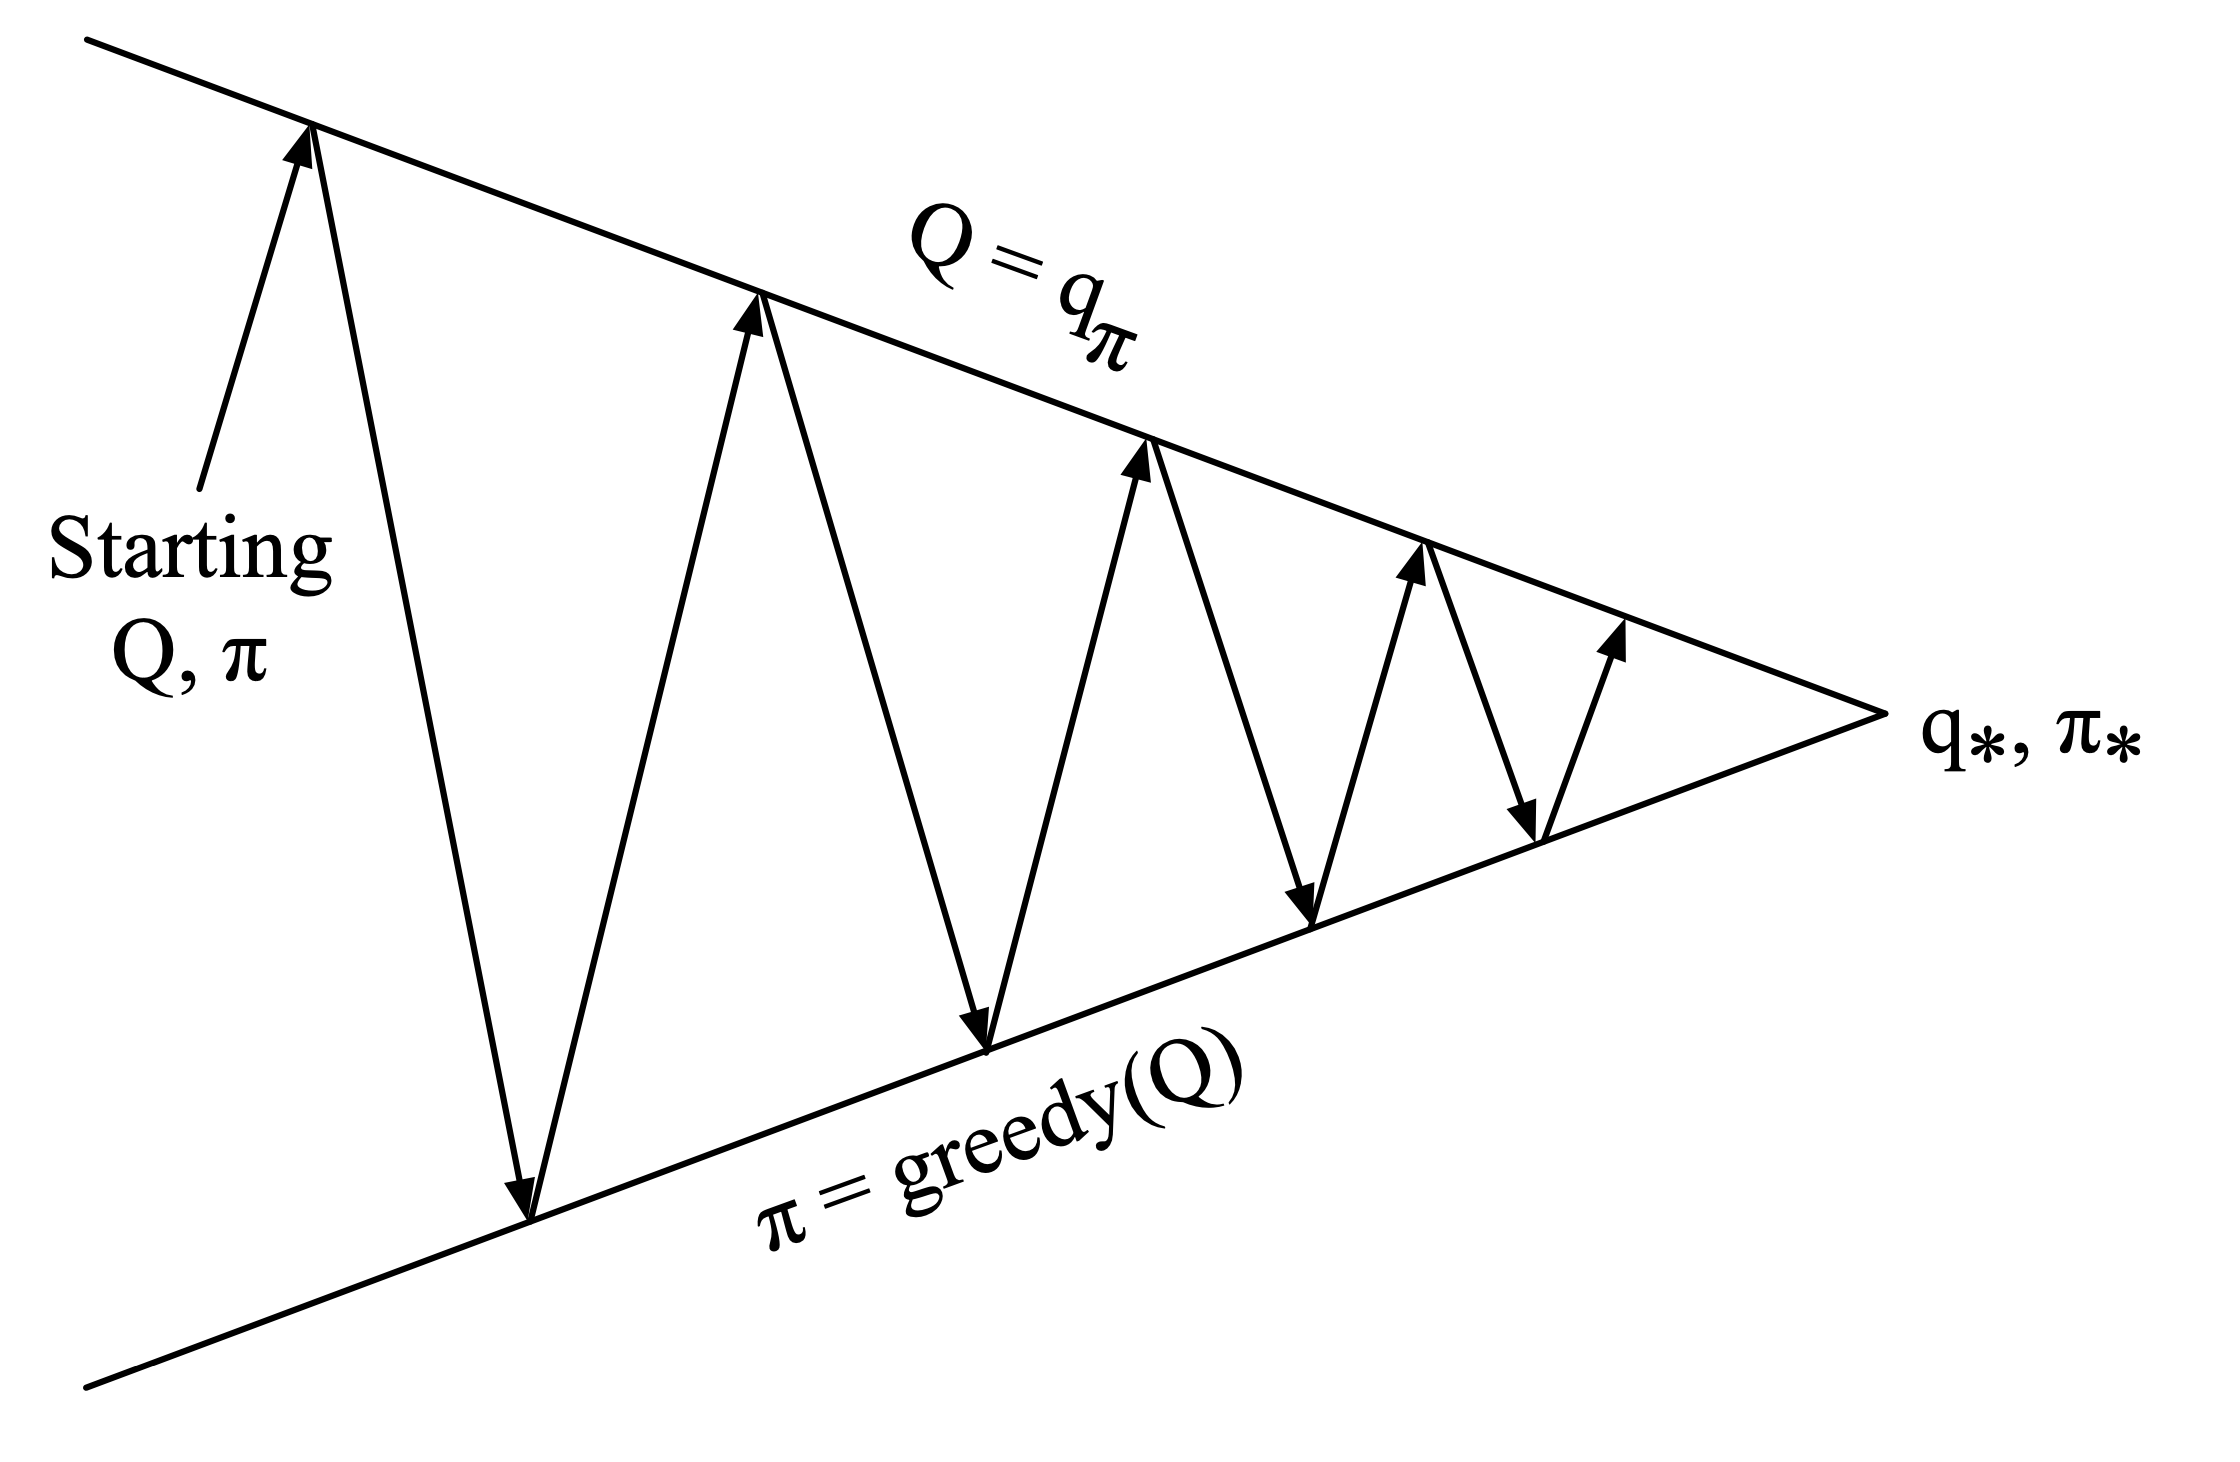 Q = qπ
Starting
Q, π
q*, π*
π = greedy(Q)